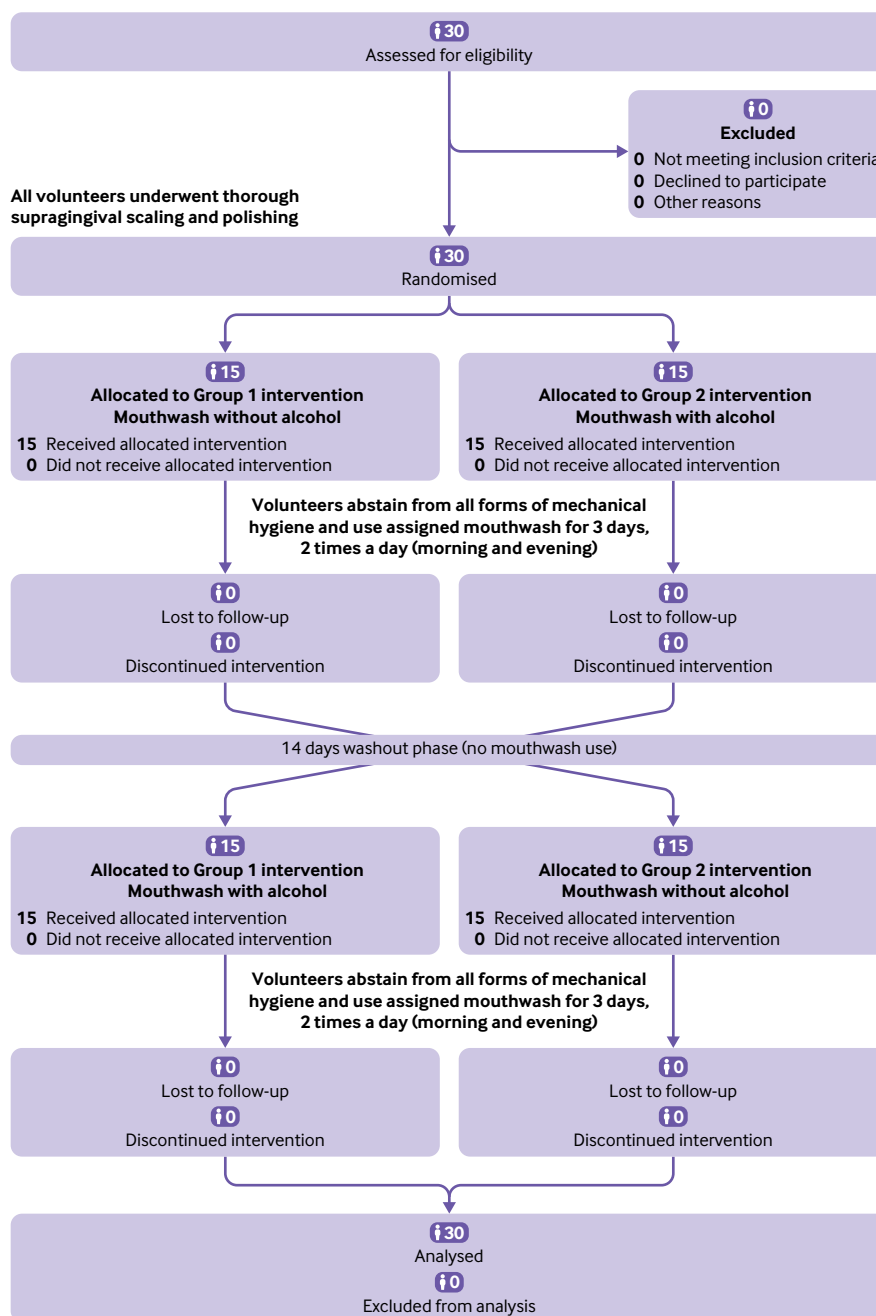 30
Assessed for eligibility
0
Excluded
0 Not meeting inclusion criteria
0 Declined to participate
0 Other reasons
All volunteers underwent thorough
supragingival scaling and polishing
30
Randomised
15
Allocated to Group 1 intervention
Mouthwash without alcohol
15 Received allocated intervention
0 Did not receive allocated intervention
15
Allocated to Group 2 intervention
Mouthwash with alcohol
15 Received allocated intervention
0 Did not receive allocated intervention
Volunteers abstain from all forms of mechanical
hygiene and use assigned mouthwash for 3 days,
2 times a day (morning and evening)
0
Lost to follow-up
0
Discontinued intervention
0
Lost to follow-up
0
Discontinued intervention
14 days washout phase (no mouthwash use)
15
Allocated to Group 1 intervention
Mouthwash with alcohol
15 Received allocated intervention
0 Did not receive allocated intervention
15
Allocated to Group 2 intervention
Mouthwash without alcohol
15 Received allocated intervention
0 Did not receive allocated intervention
Volunteers abstain from all forms of mechanical
hygiene and use assigned mouthwash for 3 days,
2 times a day (morning and evening)
0
Lost to follow-up
0
Discontinued intervention
0
Lost to follow-up
0
Discontinued intervention
30
Analysed
0
Excluded from analysis